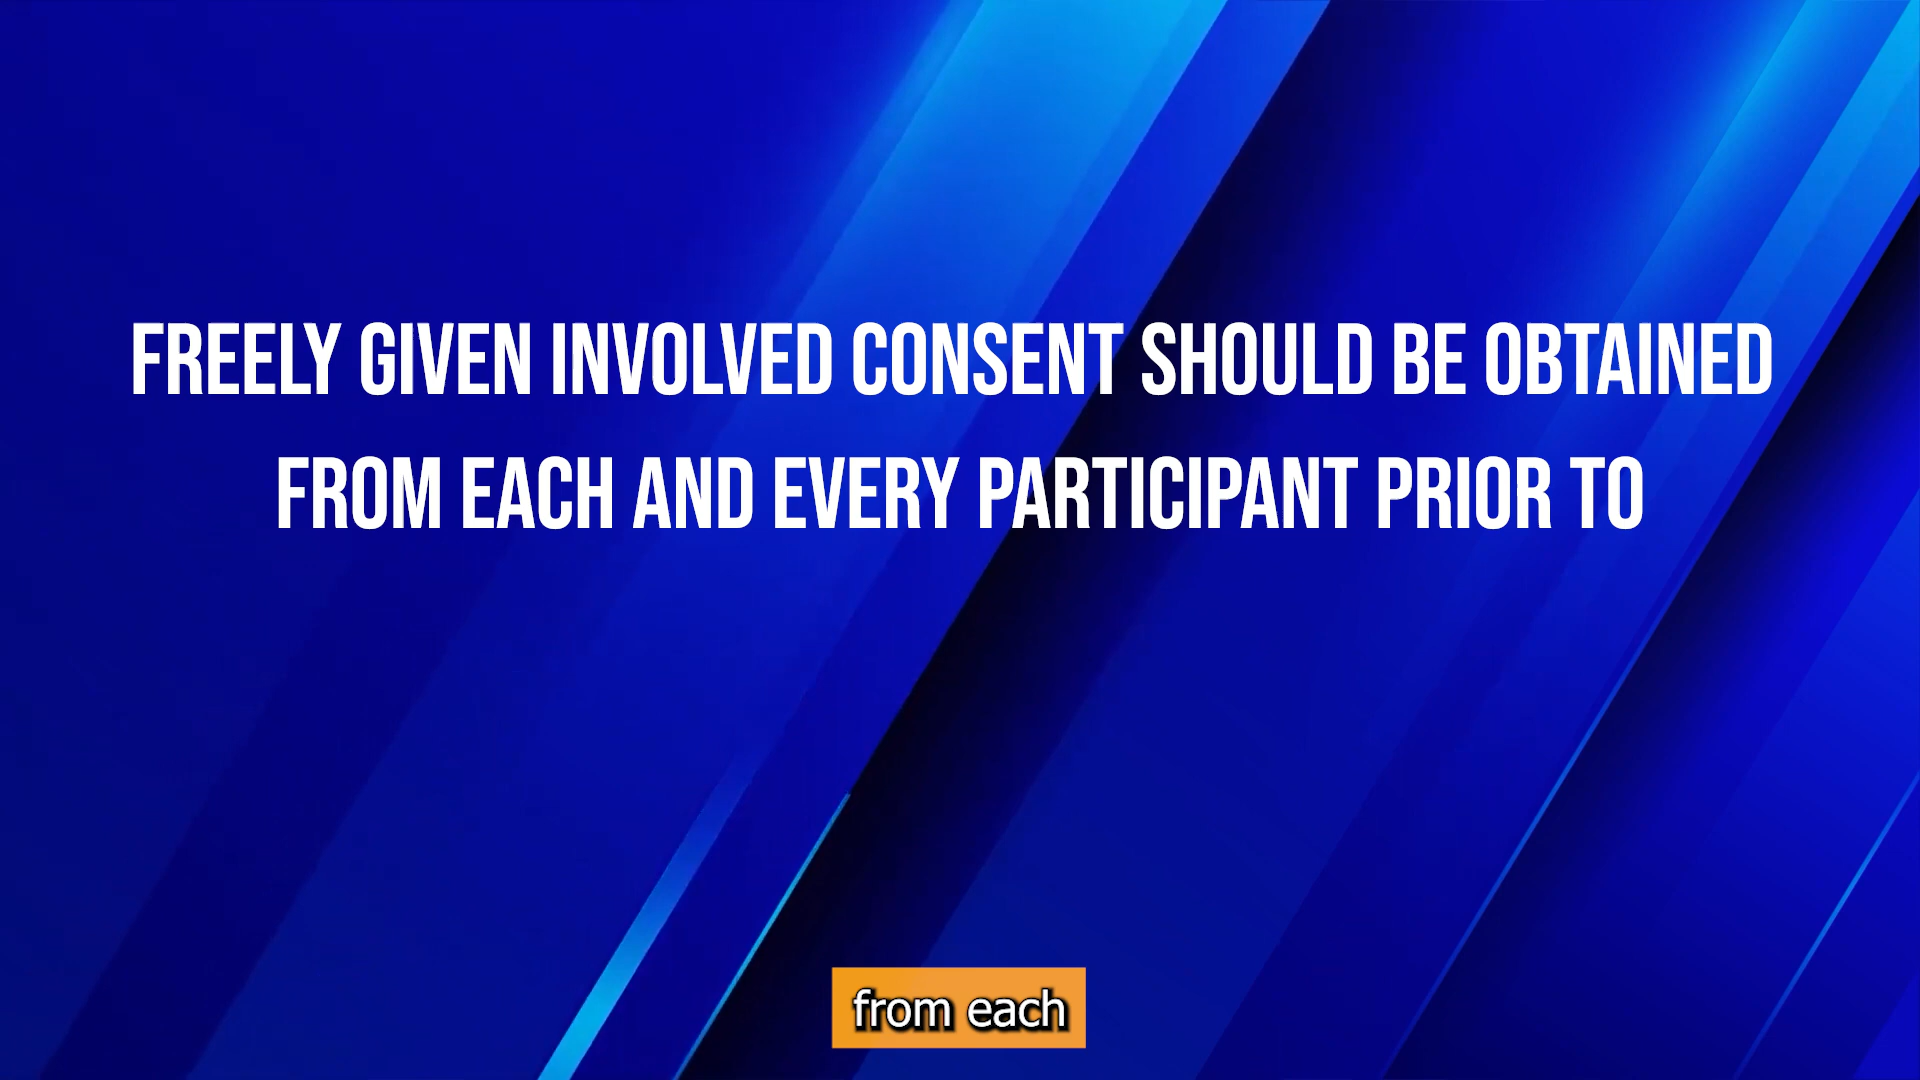 FREELY GIVEN INVOLVED CONSENT SHOULD BE OBTAINED
FROM EACH AND EVERY PARTICIPANT PRIOR TO
from each